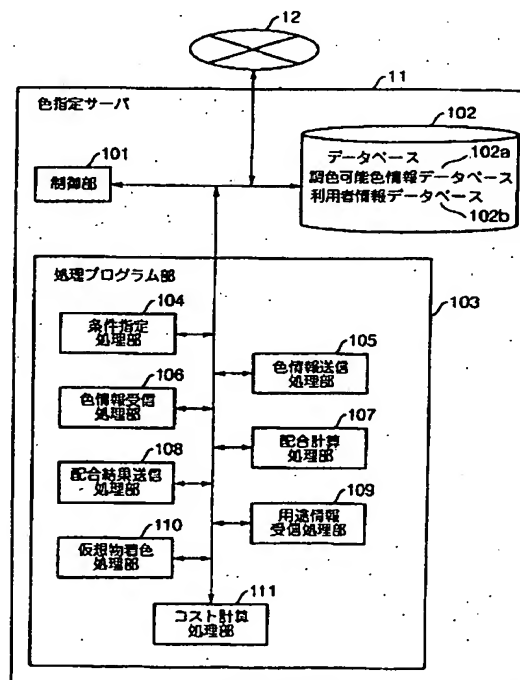 12
11
色指定サーバ
102
101
制御部
データベース
102a
調色可能色情報データベース
利用者情報データベース
102b
処理プログラム部
103
104
条件指定
処理部
105
色情報送信
処理部
106
色情報受信
処理部
107
配合計算
処理部
108
配合結果送信
処理部
109
用途情報
受信処理部
110
仮想物着色
処理部
111
コスト計算
処理部